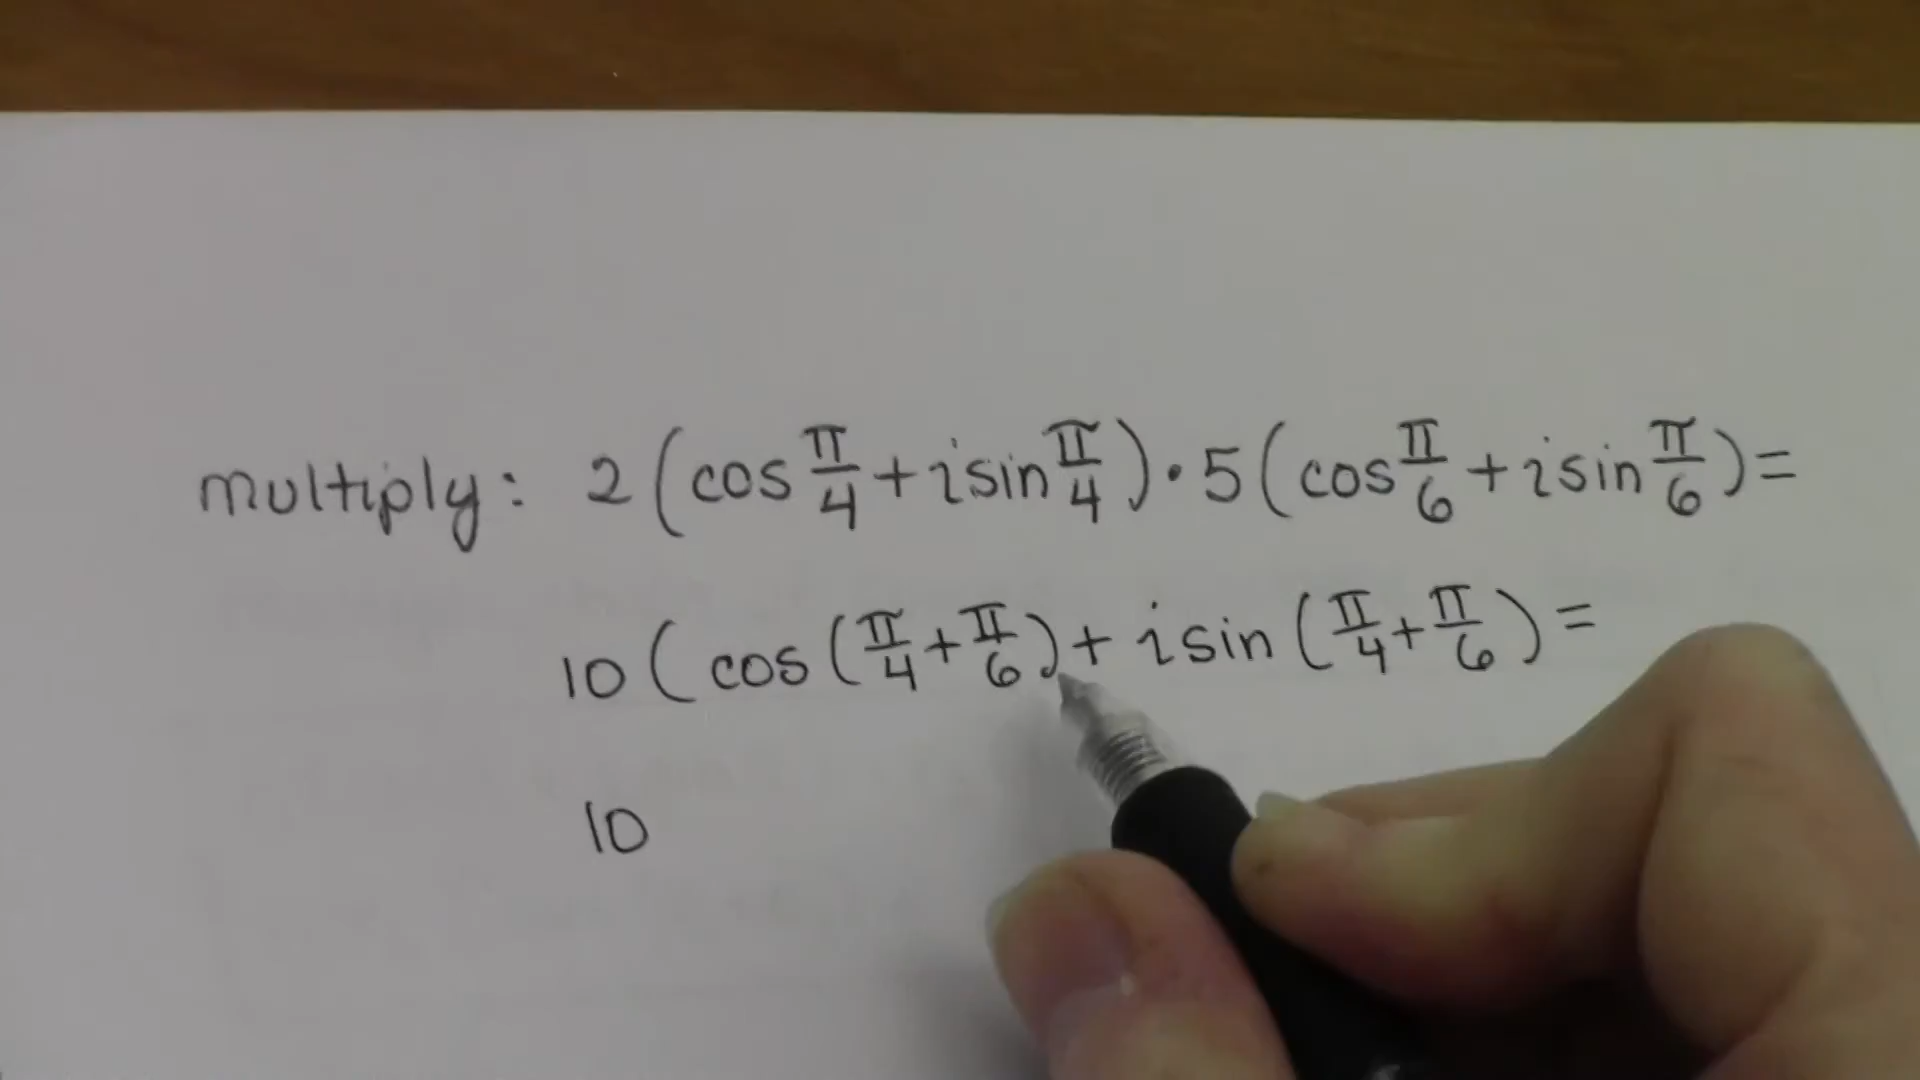 multiply: 2(cos π/4 + i sin π/4) · 5(cos π/6 + i sin π/6) =
10(cos(π/4 + π/6) + i sin(π/4 + π/6) =
10